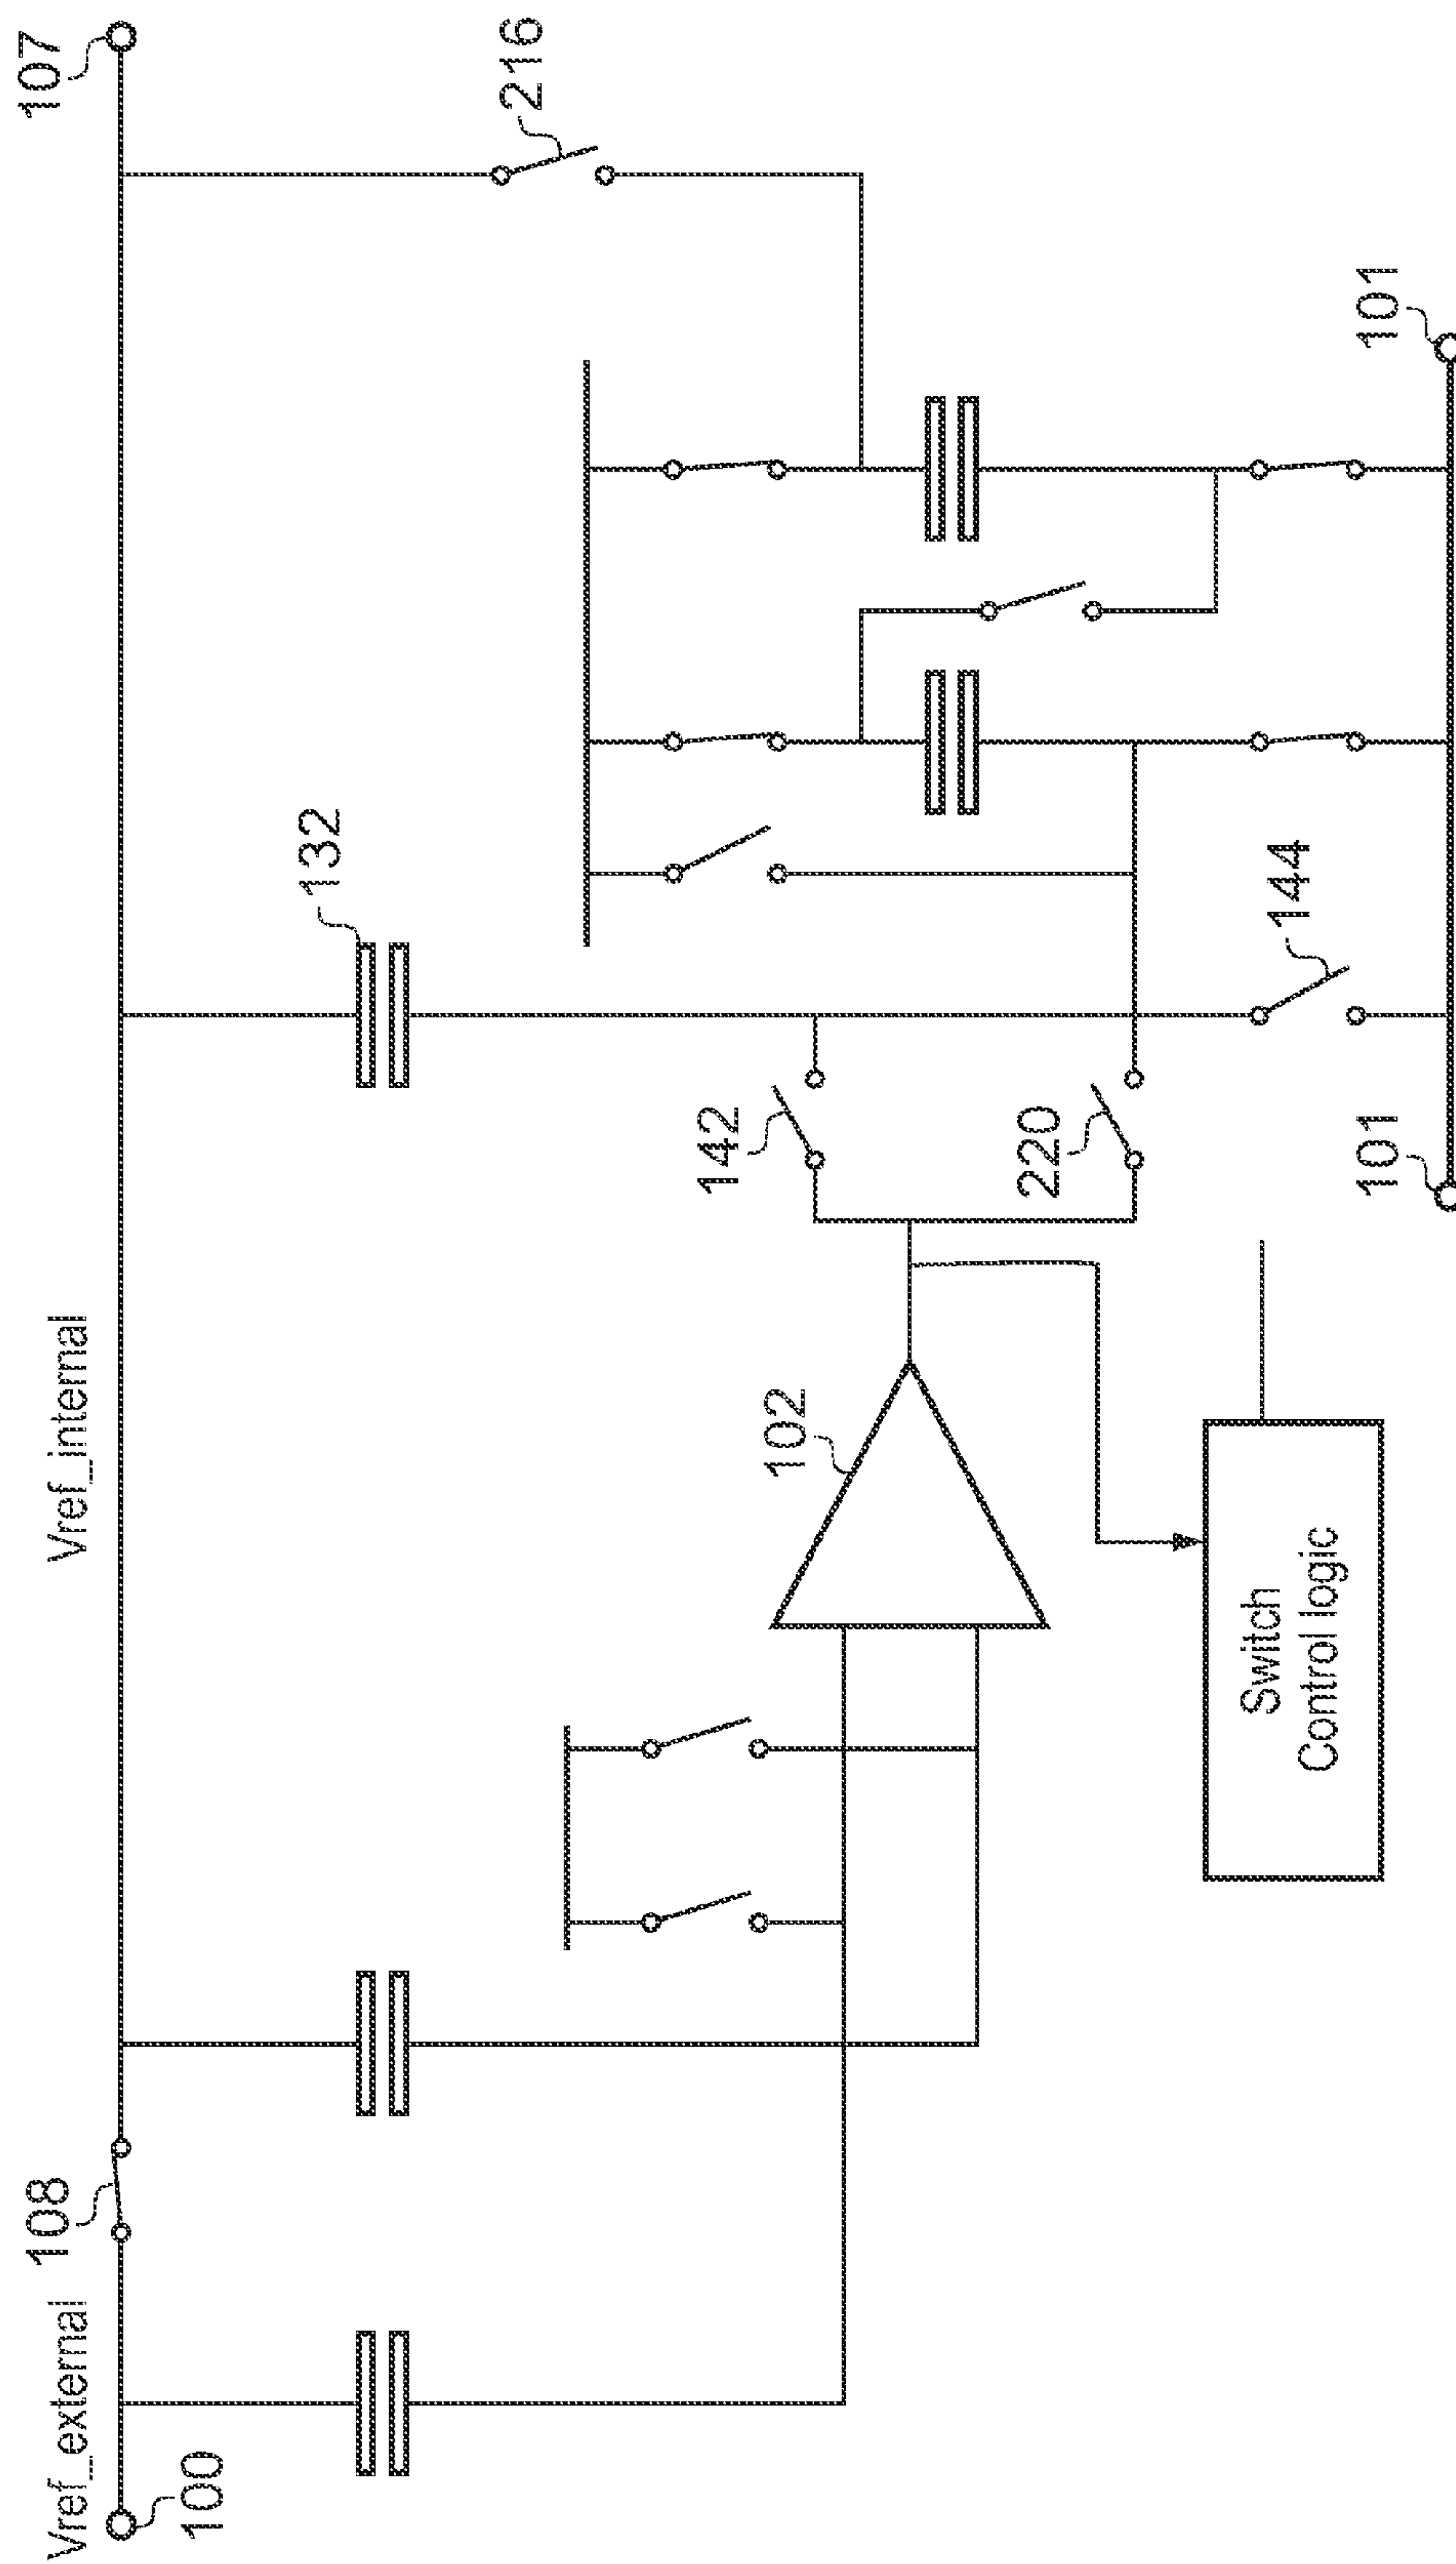 Vref_external
100
108
Vref_internal
107
132
216
102
142
220
144
101
101
Switch
Control logic